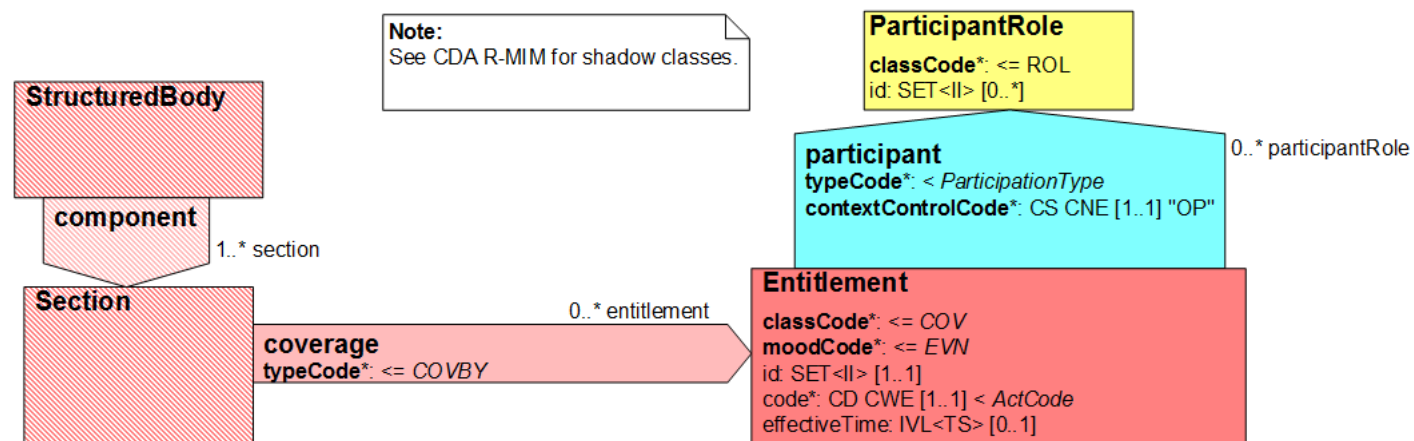 Note:
See CDA R-MIM for shadow classes.
ParticipantRole
classCode*: <= ROL
id: SET<II> [0..*]
StructuredBody
participant
typeCode*: < ParticipationType
contextControlCode*: CS CNE [1..1] "OP"
0..* participantRole
component
1..* section
Section
0..* entitlement
coverage
typeCode*: <= COVBY
Entitlement
classCode*: <= COV
moodCode*: <= EVN
id: SET<II> [1..1]
code*: CD CWE [1..1] < ActCode
effectiveTime: IVL<TS> [0..1]